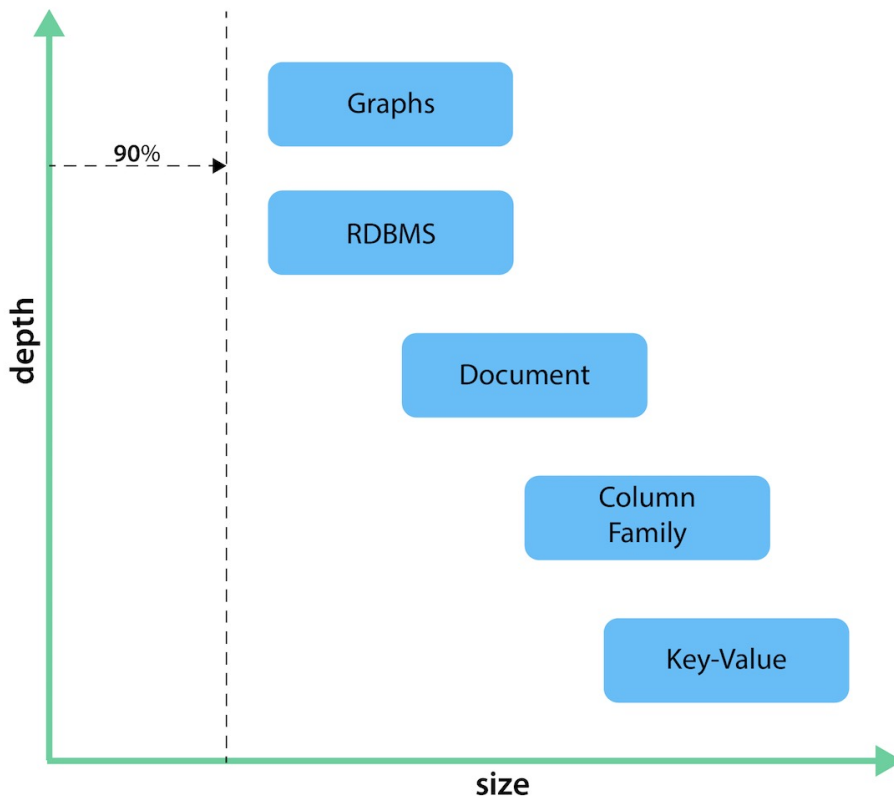 Graphs
90%
RDBMS
depth
Document
Column
Family
Key-Value
size